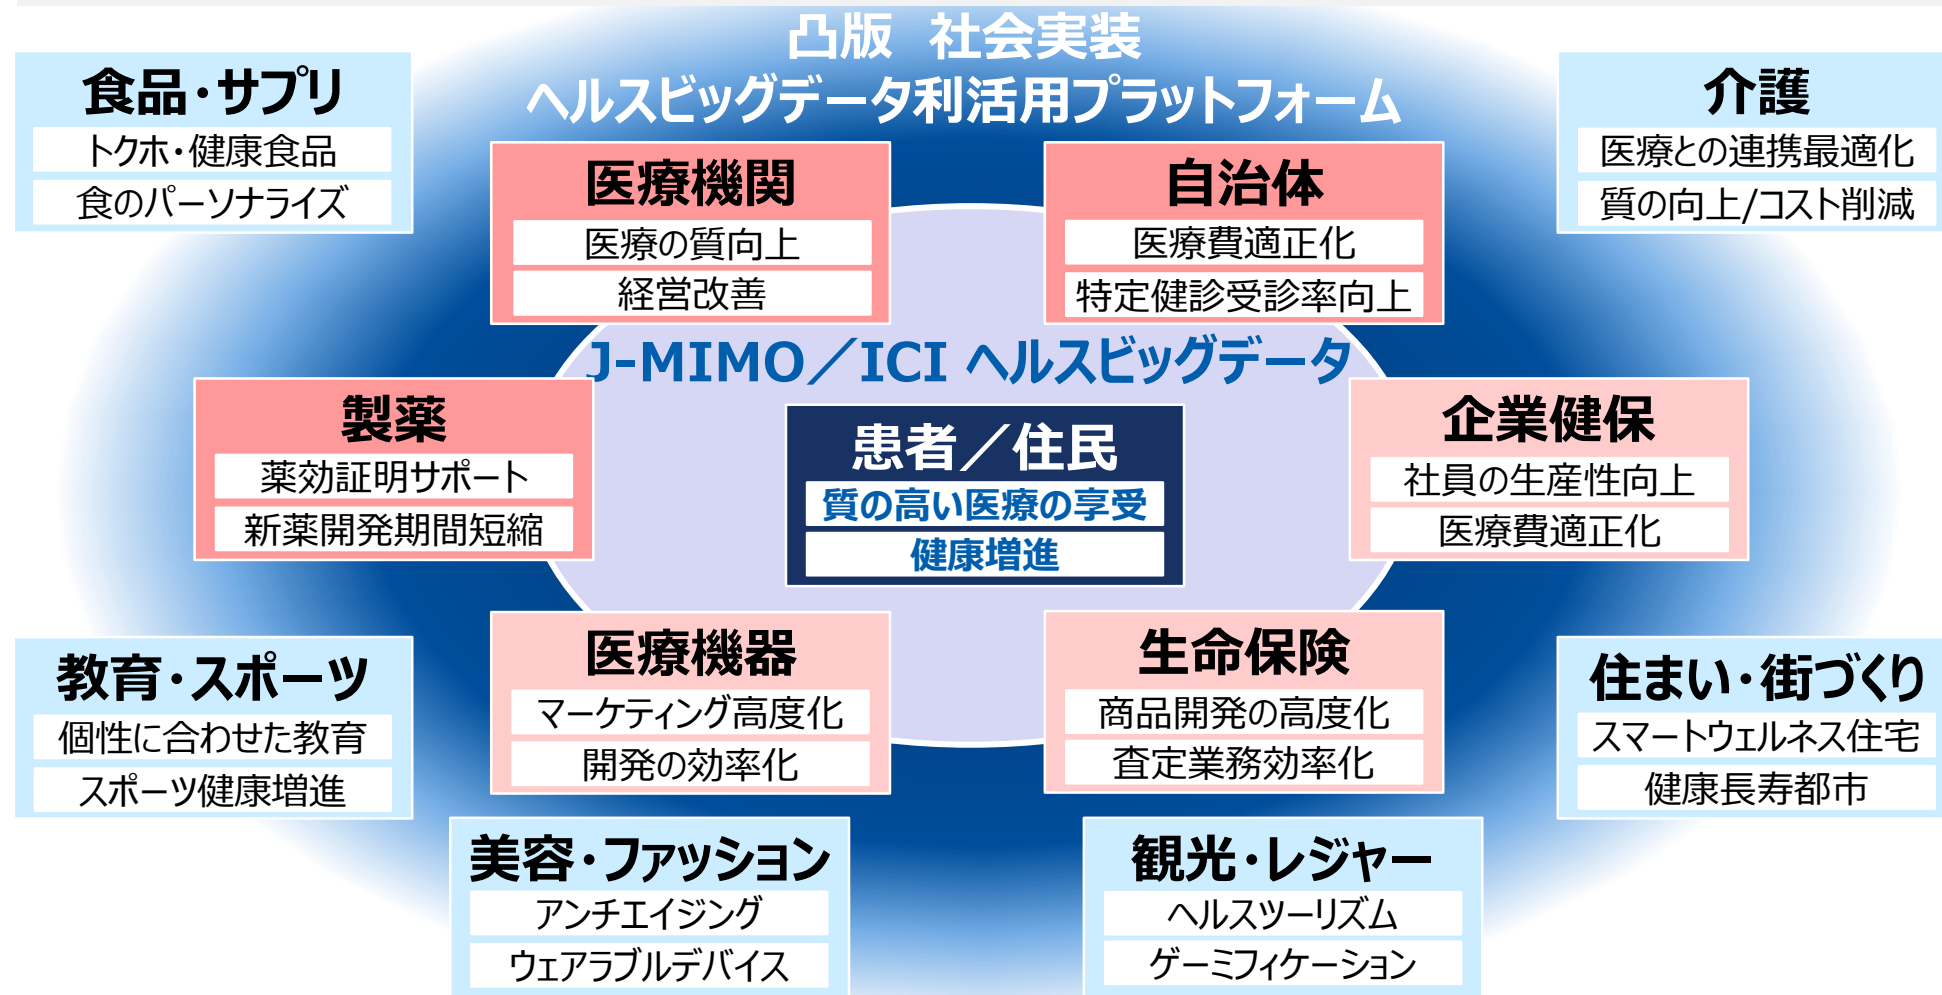 凸版 社会実装
ヘルスビッグデータ利活用プラットフォーム
食品・サプリ
トクホ・健康食品
食のパーソナライズ
介護
医療との連携最適化
質の向上/コスト削減
医療機関
医療の質向上
経営改善
自治体
医療費適正化
特定健診受診率向上
J-MIMO／ICI ヘルスビッグデータ
製薬
薬効証明サポート
新薬開発期間短縮
患者／住民
質の高い医療の享受
健康増進
企業健保
社員の生産性向上
医療費適正化
教育・スポーツ
個性に合わせた教育
スポーツ健康増進
医療機器
マーケティング高度化
開発の効率化
生命保険
商品開発の高度化
査定業務効率化
住まい・街づくり
スマートウェルネス住宅
健康長寿都市
美容・ファッション
アンチエイジング
ウェアラブルデバイス
観光・レジャー
ヘルスツーリズム
ゲーミフィケーション